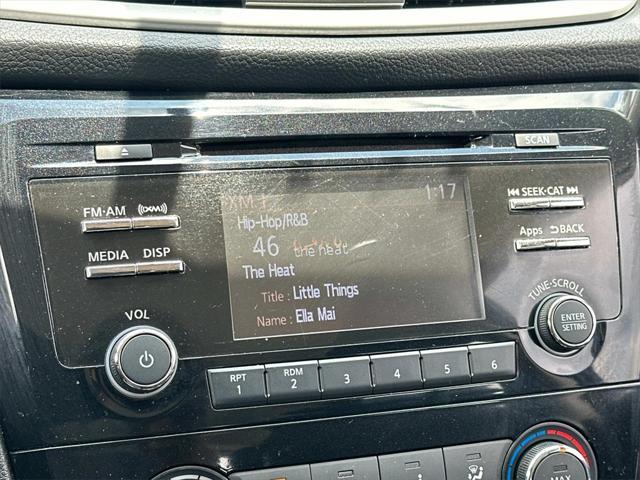 SCAN
XM 1 1:17
FM·AM XM
Hip-Hop/R&B
SEEK·CAT
46 the heat
Apps BACK
MEDIA DISP
The Heat
Title : Little Things
TUNE·SCROLL
VOL
Name : Ella Mai
ENTER
SETTING
RPT RDM
1 2 3 4 5 6
MAX